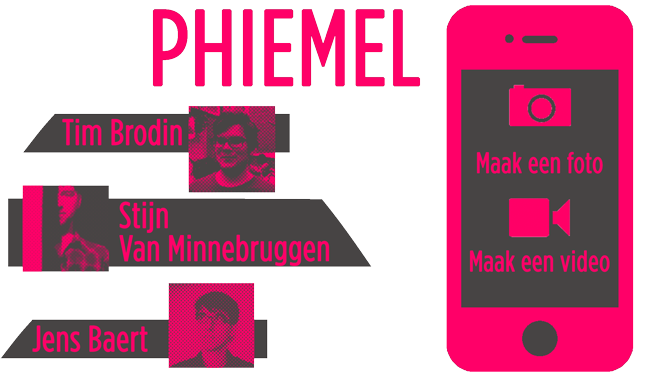 PHIEMEL
Tim Brodin
Stijn
Van Minnebruggen
Jens Baert
Maak een foto
Maak een video